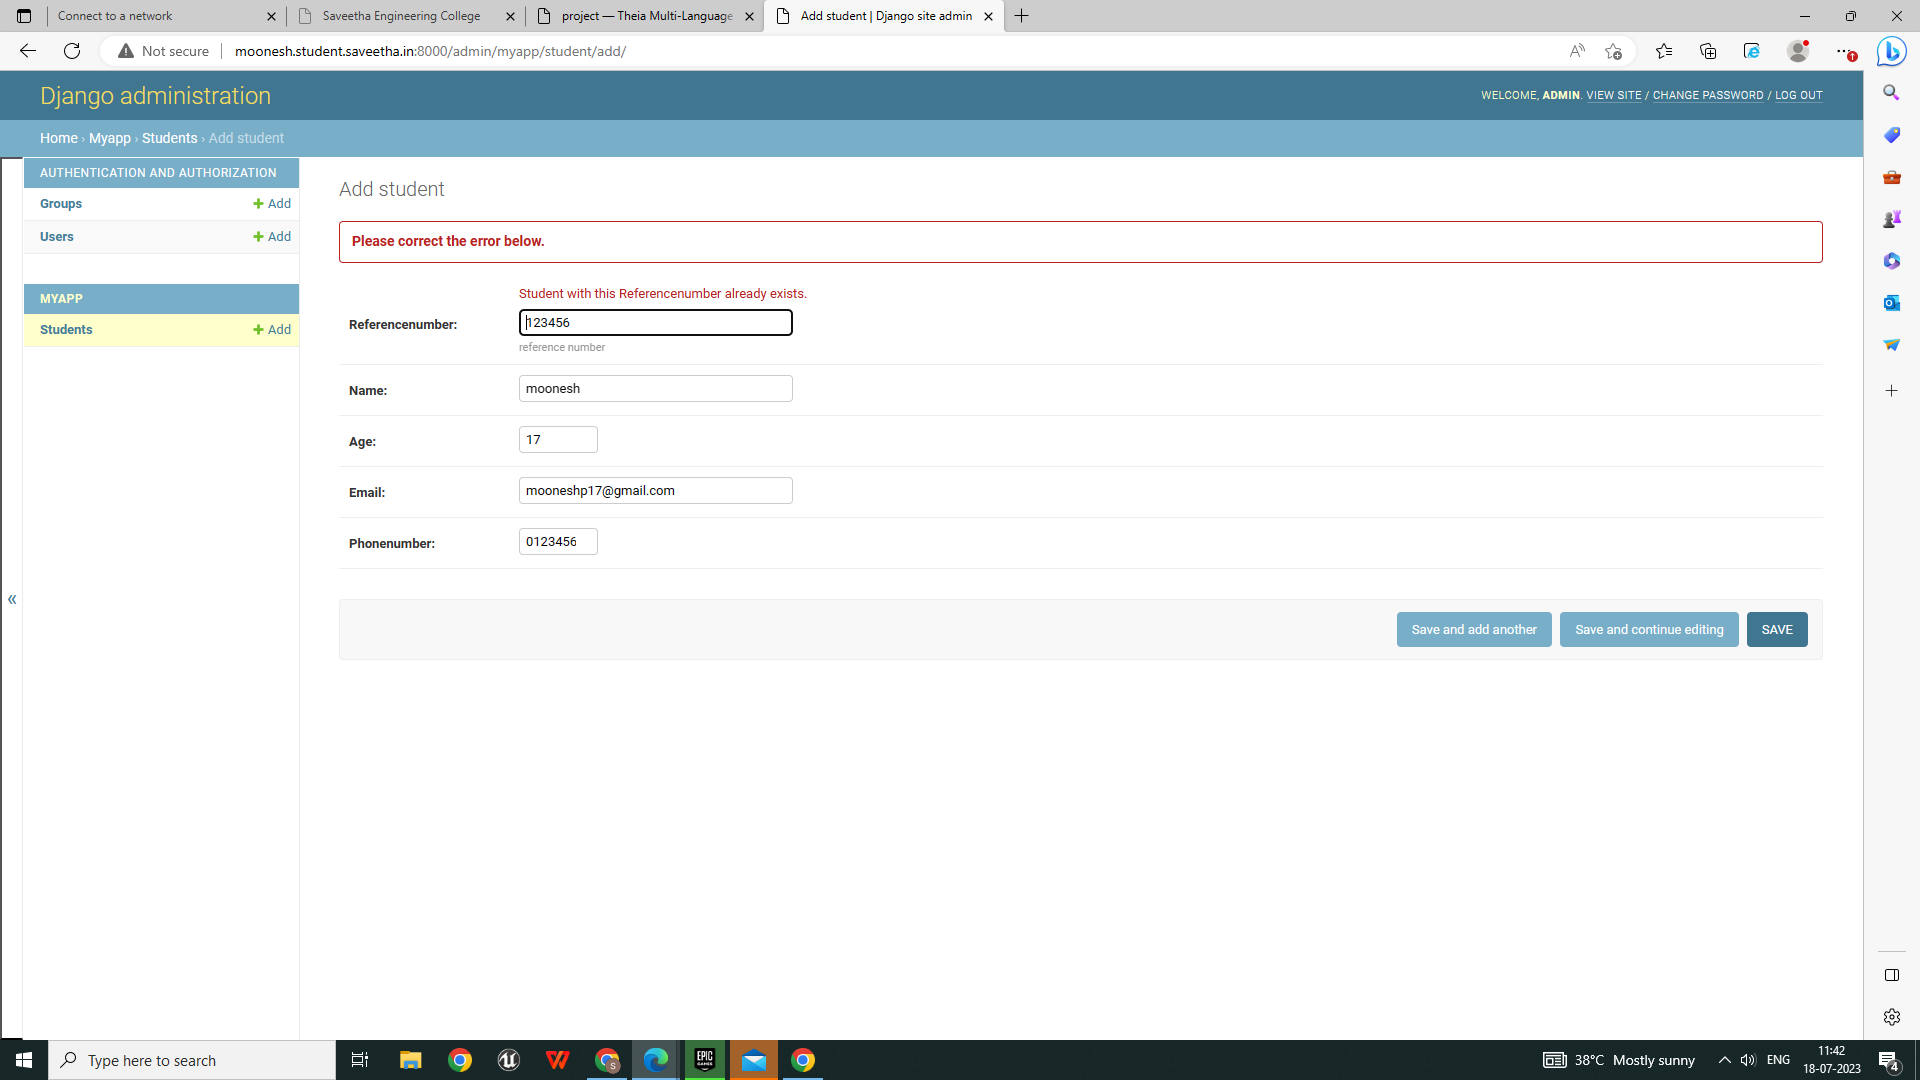 Connect to a network
Saveetha Engineering College
project — Theia Multi-Language
Add student | Django site admin
Not secure
moonesh.student.saveetha.in:8000/admin/myapp/student/add/
Django administration
WELCOME, ADMIN. VIEW SITE / CHANGE PASSWORD / LOG OUT
Home › Myapp › Students › Add student
AUTHENTICATION AND AUTHORIZATION
Groups + Add
Users + Add
MYAPP
Students + Add
«
Add student
Please correct the error below.
Student with this Referencenumber already exists.
Referencenumber: 123456
reference number
Name: moonesh
Age: 17
Email: mooneshp17@gmail.com
Phonenumber: 0123456
Save and add another
Save and continue editing
SAVE
Type here to search
EPIC
GAMES
38°C Mostly sunny
ENG
11:42
18-07-2023
4